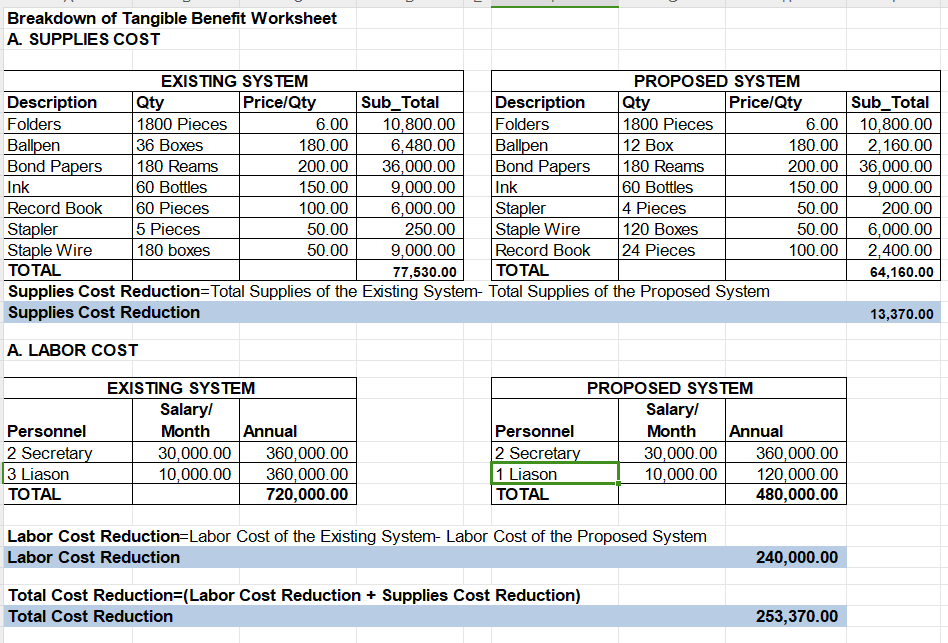 Breakdown of Tangible Benefit Worksheet
A. SUPPLIES COST
EXISTING SYSTEM PROPOSED SYSTEM
Description Qty Price/Qty Sub_Total Description Qty Price/Qty Sub_Total
Folders 1800 Pieces 6.00 10,800.00 Folders 1800 Pieces 6.00 10,800.00
Ballpen 36 Boxes 180.00 6,480.00 Ballpen 12 Box 180.00 2,160.00
Bond Papers 180 Reams 200.00 36,000.00 Bond Papers 180 Reams 200.00 36,000.00
Ink 60 Bottles 150.00 9,000.00 Ink 60 Bottles 150.00 9,000.00
Record Book 60 Pieces 100.00 6,000.00 Stapler 4 Pieces 50.00 200.00
Stapler 5 Pieces 50.00 250.00 Staple Wire 120 Boxes 50.00 6,000.00
Staple Wire 180 boxes 50.00 9,000.00 Record Book 24 Pieces 100.00 2,400.00
TOTAL 77,530.00 TOTAL 64,160.00
Supplies Cost Reduction=Total Supplies of the Existing System- Total Supplies of the Proposed System
Supplies Cost Reduction 13,370.00
A. LABOR COST
EXISTING SYSTEM PROPOSED SYSTEM
Salary/ Salary/
Personnel Month Annual Personnel Month Annual
2 Secretary 30,000.00 360,000.00 2 Secretary 30,000.00 360,000.00
3 Liason 10,000.00 360,000.00 1 Liason 10,000.00 120,000.00
TOTAL 720,000.00 TOTAL 480,000.00
Labor Cost Reduction=Labor Cost of the Existing System- Labor Cost of the Proposed System
Labor Cost Reduction 240,000.00
Total Cost Reduction=(Labor Cost Reduction + Supplies Cost Reduction)
Total Cost Reduction 253,370.00